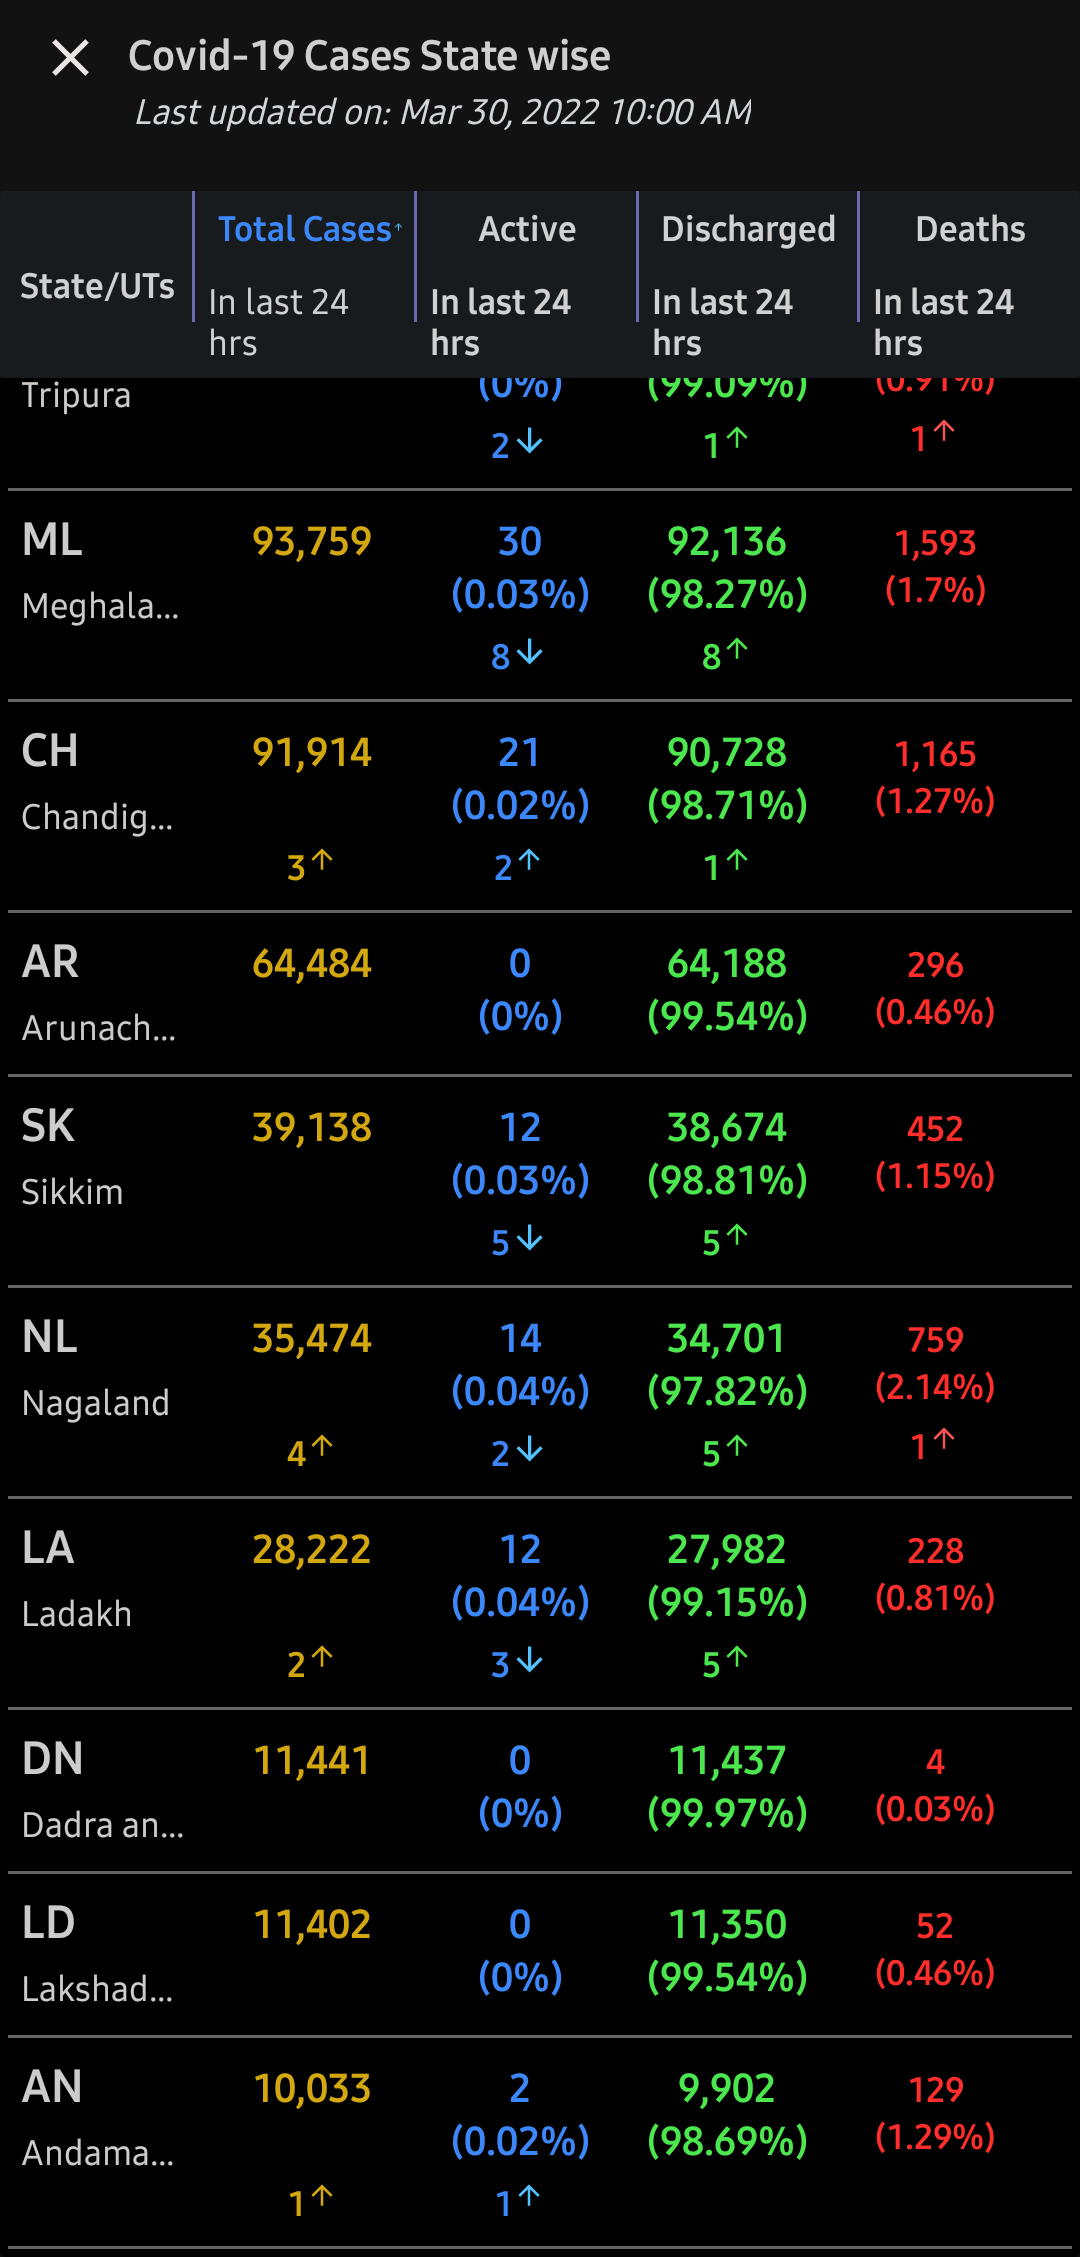 Covid-19 Cases State wise
Last updated on: Mar 30, 2022 10:00 AM
State/UTs Total Cases↑ Active Discharged Deaths
In last 24 hrs In last 24 hrs In last 24 hrs In last 24 hrs
Tripura (0%) (99.09%) (0.91%)
2↓ 1↑ 1↑
ML 93,759 30 92,136 1,593
Meghala... (0.03%) (98.27%) (1.7%)
8↓ 8↑
CH 91,914 21 90,728 1,165
Chandig... (0.02%) (98.71%) (1.27%)
3↑ 2↑ 1↑
AR 64,484 0 64,188 296
Arunach... (0%) (99.54%) (0.46%)
SK 39,138 12 38,674 452
Sikkim (0.03%) (98.81%) (1.15%)
5↓ 5↑
NL 35,474 14 34,701 759
Nagaland (0.04%) (97.82%) (2.14%)
4↑ 2↓ 5↑ 1↑
LA 28,222 12 27,982 228
Ladakh (0.04%) (99.15%) (0.81%)
2↑ 3↓ 5↑
DN 11,441 0 11,437 4
Dadra an... (0%) (99.97%) (0.03%)
LD 11,402 0 11,350 52
Lakshad... (0%) (99.54%) (0.46%)
AN 10,033 2 9,902 129
Andama... (0.02%) (98.69%) (1.29%)
1↑ 1↑